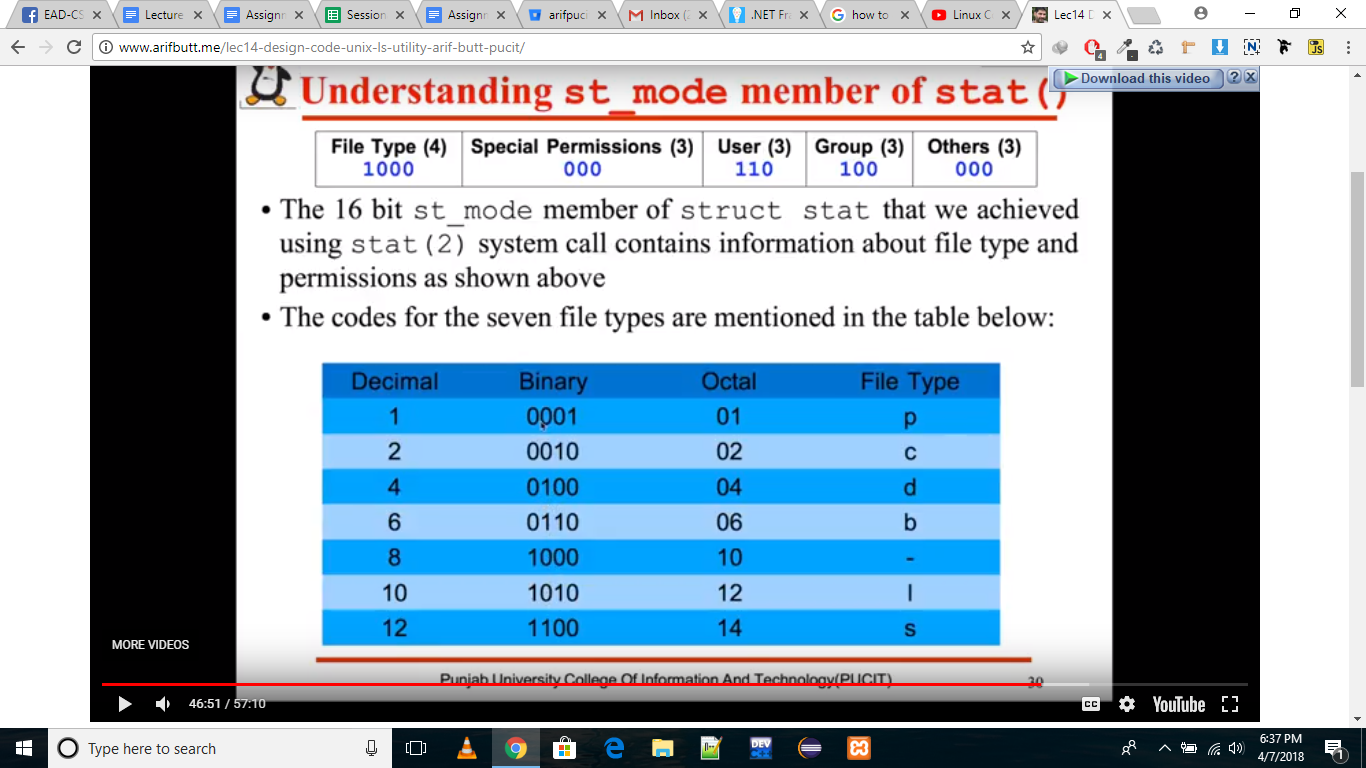 EAD-CS
Lecture
Assignm
Session
Assignm
arifpuci
Inbox (2
.NET Fra
how to
Linux C
Lec14 D
www.arifbutt.me/lec14-design-code-unix-ls-utility-arif-butt-pucit/
4
JS
Download this video ?
Understanding st_mode member of stat()
File Type (4) Special Permissions (3) User (3) Group (3) Others (3)
1000 000 110 100 000
• The 16 bit st_mode member of struct stat that we achieved
using stat(2) system call contains information about file type and
permissions as shown above
• The codes for the seven file types are mentioned in the table below:
Decimal Binary Octal File Type
1 0001 01 p
2 0010 02 c
4 0100 04 d
6 0110 06 b
8 1000 10 -
10 1010 12 l
12 1100 14 s
MORE VIDEOS
Punjab University College Of Information And Technology(PUCIT) 30
46:51 / 57:10
CC
YouTube
Type here to search
DEV
6:37 PM
4/7/2018
1